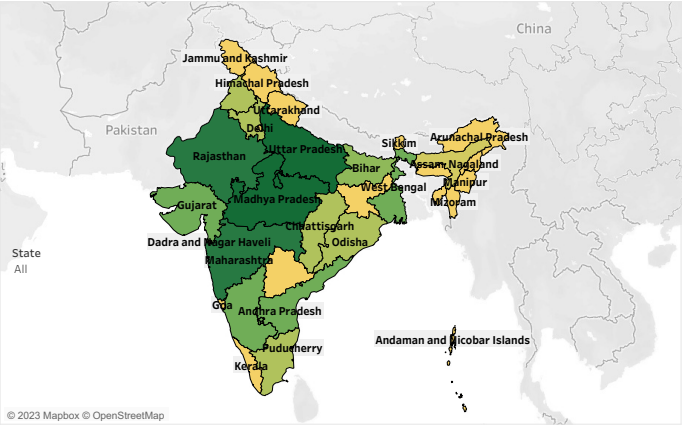 China
Jammu and Kashmir
Himachal Pradesh
Uttarakhand
Pakistan
Delhi
Sikkim
Arunachal Pradesh
Rajasthan
Uttar Pradesh
Bihar
Assam
Nagaland
Manipur
West Bengal
Madhya Pradesh
Mizoram
Gujarat
Chhattisgarh
Dadra and Nagar Haveli
Odisha
State
All
Maharashtra
Goa
Andhra Pradesh
Andaman and Nicobar Islands
Puducherry
Kerala
© 2023 Mapbox © OpenStreetMap